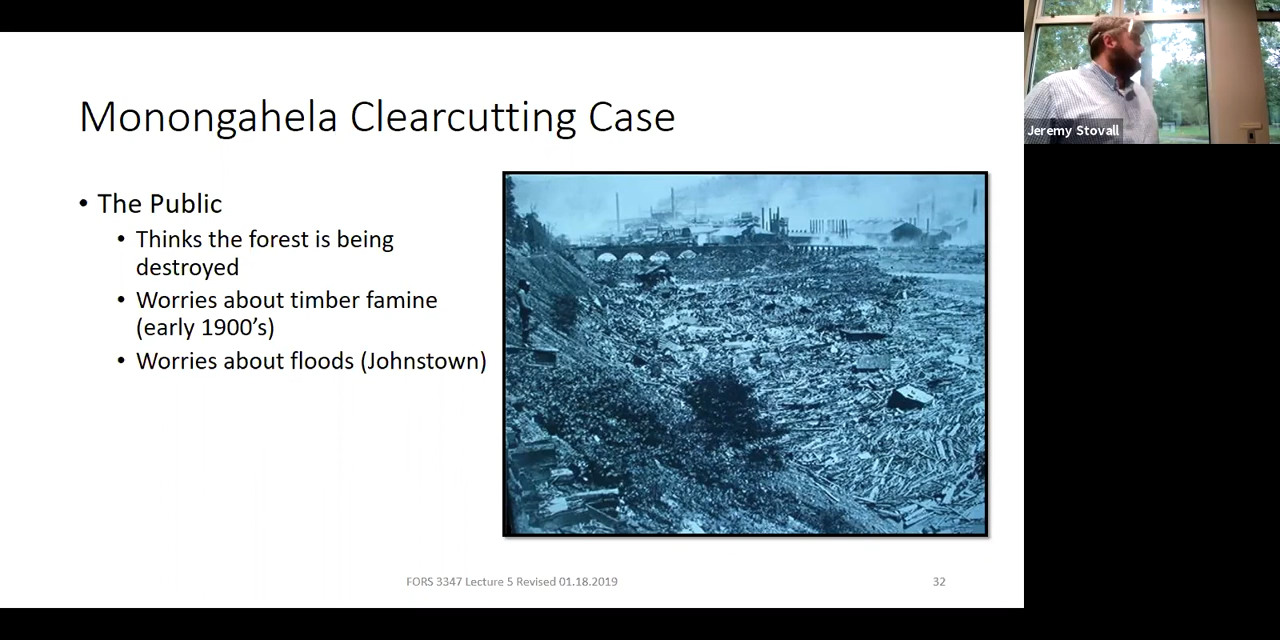 Monongahela Clearcutting Case
• The Public
• Thinks the forest is being
destroyed
• Worries about timber famine
(early 1900’s)
• Worries about floods (Johnstown)
FORS 3347 Lecture 5 Revised 01.18.2019
32
Jeremy Stovall